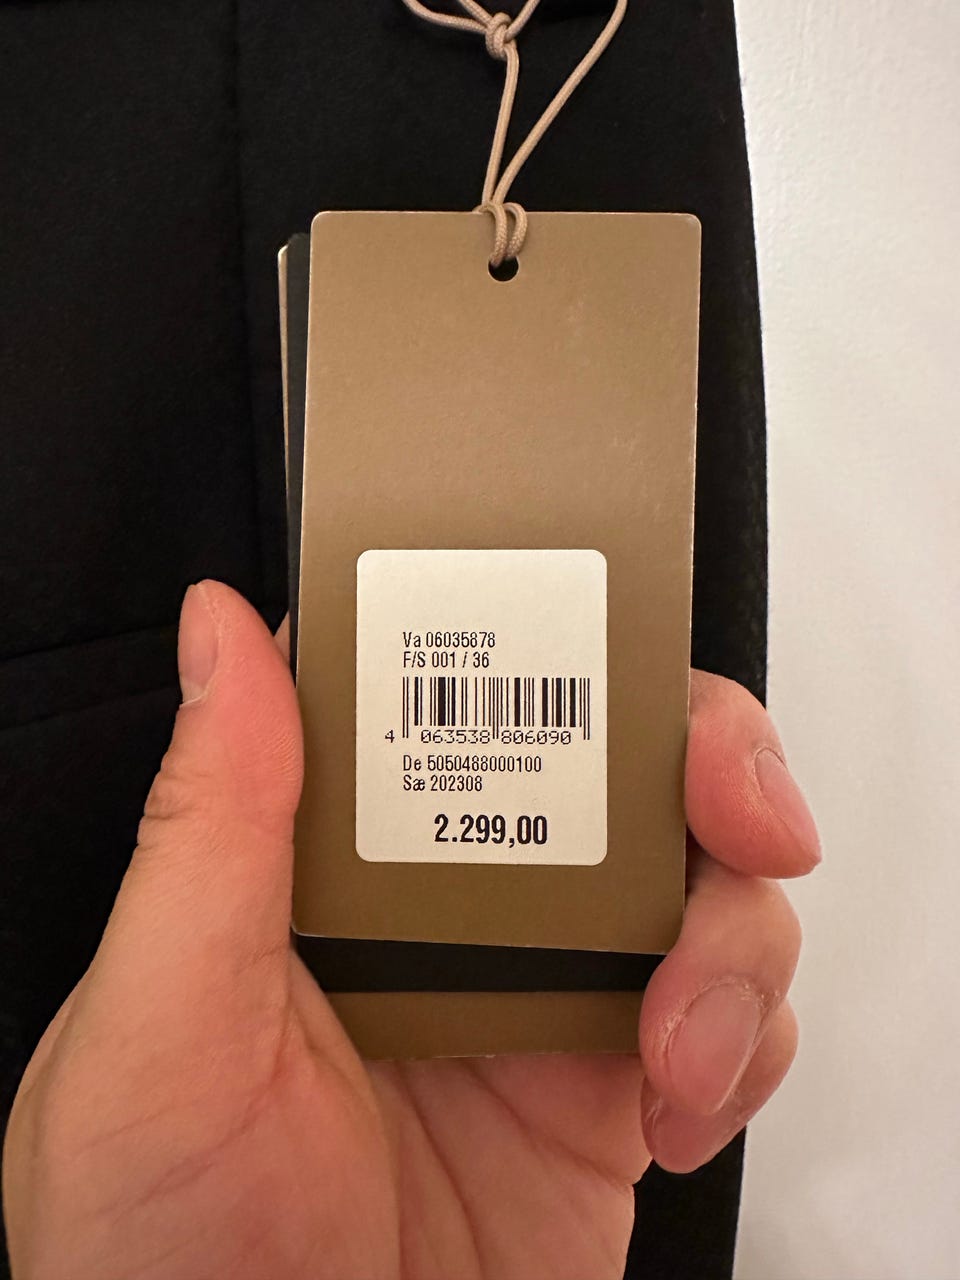 Va 06035878
F/S 001 / 36
4 063538 806090
De 5050488000100
Sæ 202308
2.299,00